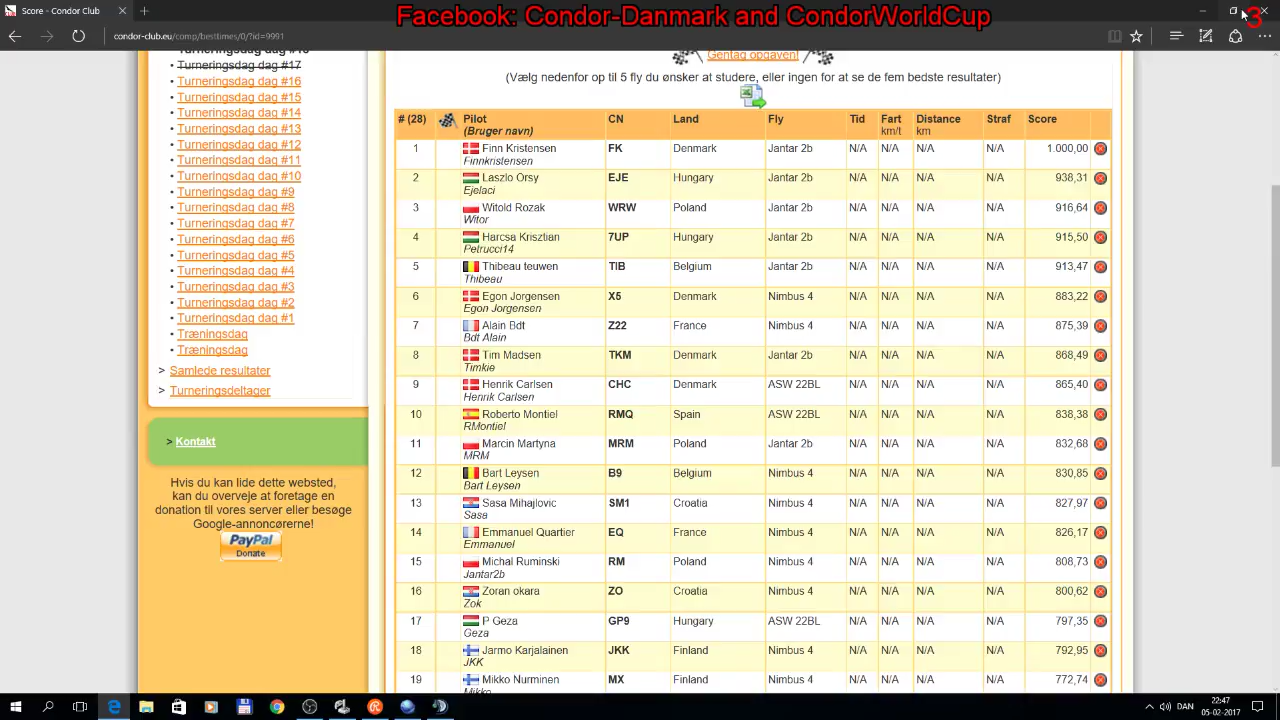 Score - Condor Club
Facebook: Condor-Danmark and CondorWorldCup
3
condor-club.eu/comp/besttimes/0/?id=9991
Turneringsdag dag #17
Turneringsdag dag #16
Turneringsdag dag #15
Turneringsdag dag #14
Turneringsdag dag #13
Turneringsdag dag #12
Turneringsdag dag #11
Turneringsdag dag #10
Turneringsdag dag #9
Turneringsdag dag #8
Turneringsdag dag #7
Turneringsdag dag #6
Turneringsdag dag #5
Turneringsdag dag #4
Turneringsdag dag #3
Turneringsdag dag #2
Turneringsdag dag #1
Træningsdag
Træningsdag
> Samlede resultater
> Turneringsdeltager
> Kontakt
Hvis du kan lide dette websted,
kan du overveje at foretage en
donation til vores server eller besøge
Google-annoncørerne!
PayPal
Donate
Gentag opgaven!
(Vælg nedenfor op til 5 fly du ønsker at studere, eller ingen for at se de fem bedste resultater)
# (28) Pilot CN Land Fly Tid Fart Distance Straf Score
(Bruger navn) km/t km
1 Finn Kristensen FK Denmark Jantar 2b N/A N/A N/A N/A 1.000,00
Finnkristensen
2 Laszlo Orsy EJE Hungary Jantar 2b N/A N/A N/A N/A 938,31
Ejelaci
3 Witold Rozak WRW Poland Jantar 2b N/A N/A N/A N/A 916,64
Witor
4 Harcsa Krisztian 7UP Hungary Jantar 2b N/A N/A N/A N/A 915,50
Petrucci14
5 Thibeau teuwen TIB Belgium Jantar 2b N/A N/A N/A N/A 913,47
Thibeau
6 Egon Jorgensen X5 Denmark Nimbus 4 N/A N/A N/A N/A 883,22
Egon Jorgensen
7 Alain Bdt Z22 France Nimbus 4 N/A N/A N/A N/A 875,39
Bdt Alain
8 Tim Madsen TKM Denmark Jantar 2b N/A N/A N/A N/A 868,49
Timkie
9 Henrik Carlsen CHC Denmark ASW 22BL N/A N/A N/A N/A 865,40
Henrik Carlsen
10 Roberto Montiel RMQ Spain ASW 22BL N/A N/A N/A N/A 838,38
RMontiel
11 Marcin Martyna MRM Poland Jantar 2b N/A N/A N/A N/A 832,68
MRM
12 Bart Leysen B9 Belgium Nimbus 4 N/A N/A N/A N/A 830,85
Bart Leysen
13 Sasa Mihajlovic SM1 Croatia Nimbus 4 N/A N/A N/A N/A 827,97
Sasa
14 Emmanuel Quartier EQ France Nimbus 4 N/A N/A N/A N/A 826,17
Emmanuel
15 Michal Ruminski RM Poland Nimbus 4 N/A N/A N/A N/A 808,73
Jantar2b
16 Zoran okara ZO Croatia Nimbus 4 N/A N/A N/A N/A 800,62
Zok
17 P Geza GP9 Hungary ASW 22BL N/A N/A N/A N/A 797,35
Geza
18 Jarmo Karjalainen JKK Finland Nimbus 4 N/A N/A N/A N/A 792,95
JKK
19 Mikko Nurminen MX Finland Nimbus 4 N/A N/A N/A N/A 772,74
Mikko
DAN
22:47
05-02-2017